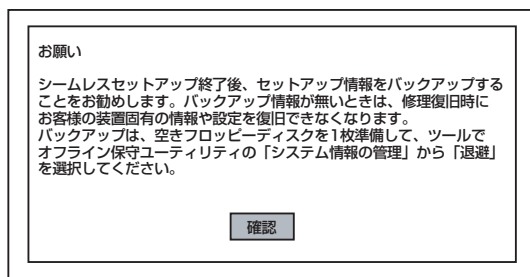 お願い
シームレスセットアップ終了後、セットアップ情報をバックアップする
ことをお勧めします。バックアップ情報が無いときは、修理復旧時に
お客様の装置固有の情報や設定を復旧できなくなります。
バックアップは、空きフロッピーディスクを1枚準備して、ツールで
オフライン保守ユーティリティの「システム情報の管理」から「退避」
を選択してください。
確認